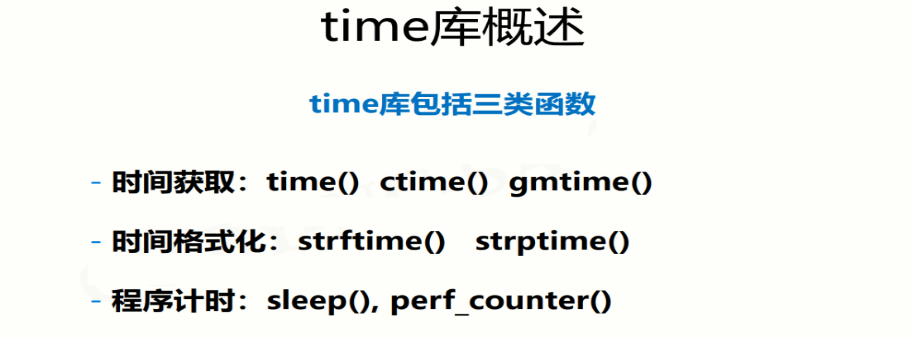 time库概述
time库包括三类函数
- 时间获取：time() ctime() gmtime()
- 时间格式化：strftime() strptime()
- 程序计时：sleep(), perf_counter()